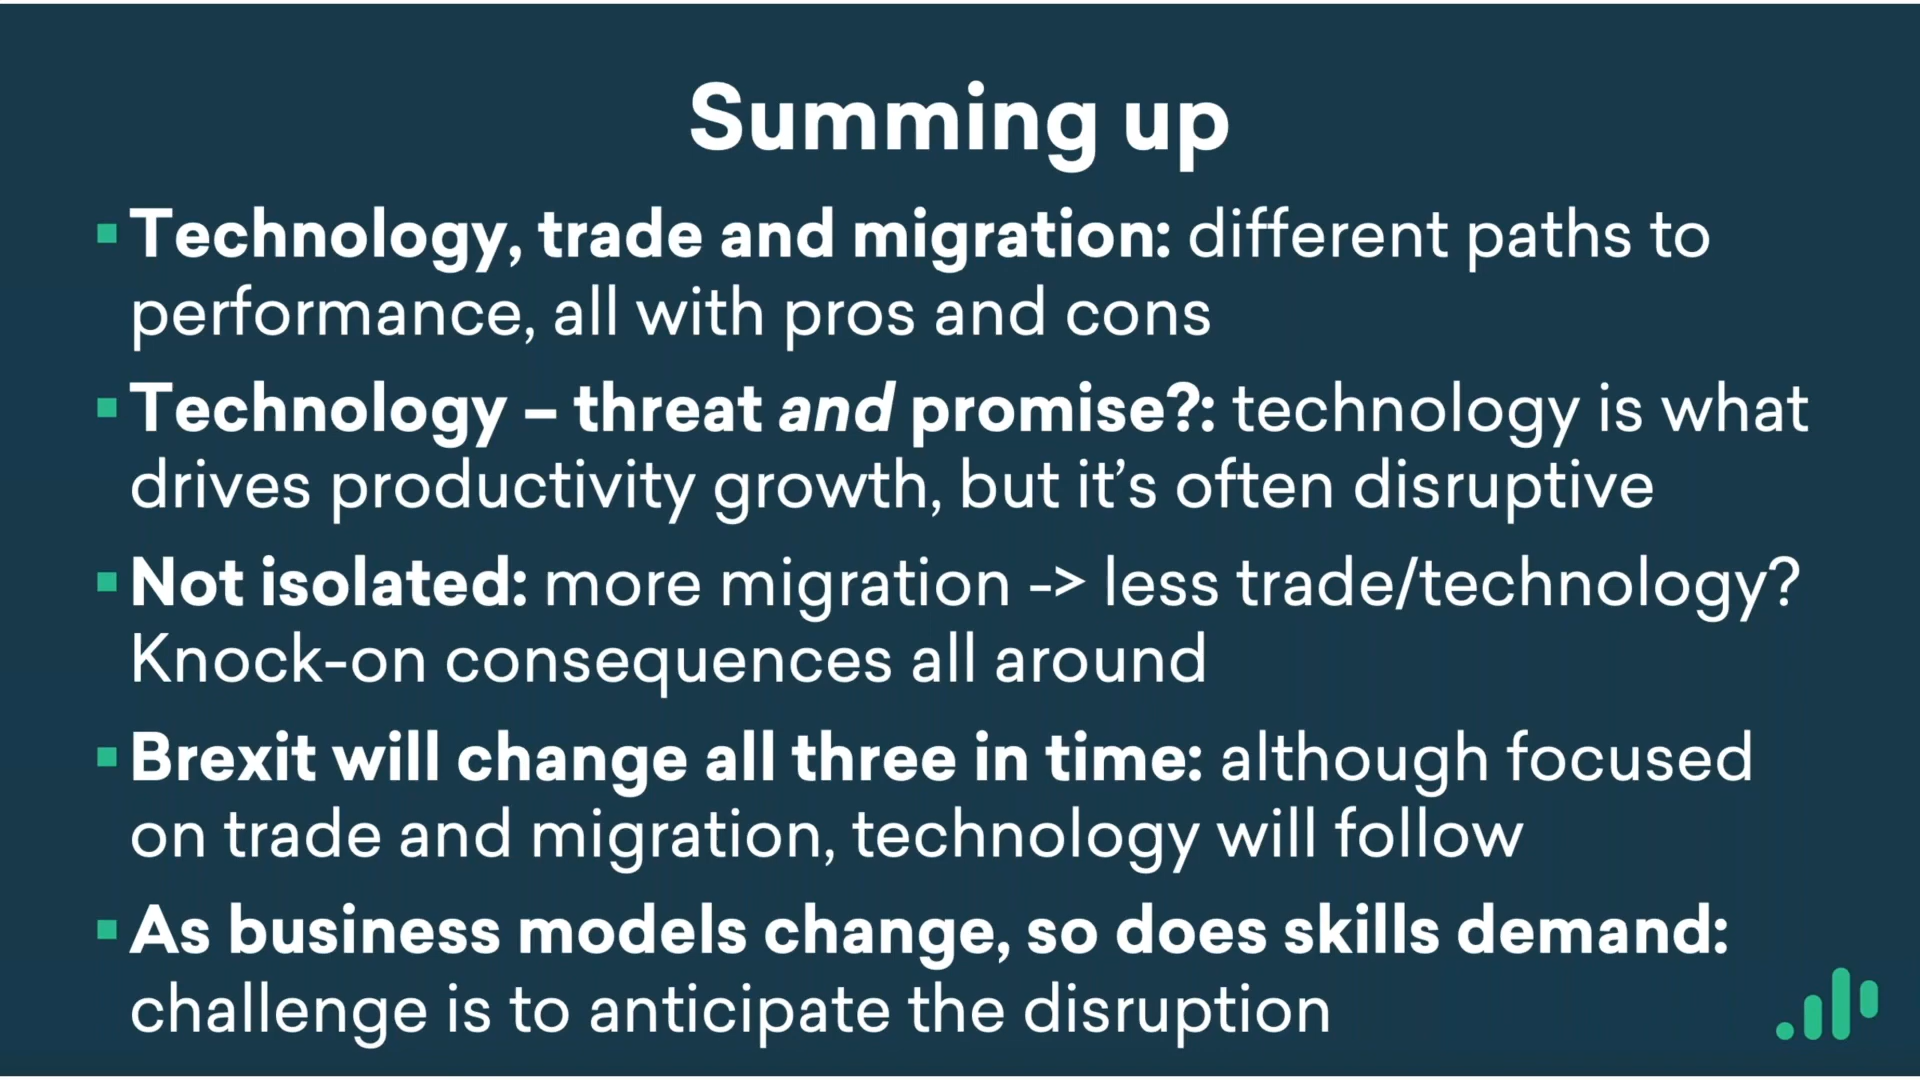 Summing up
Technology, trade and migration: different paths to
performance, all with pros and cons
Technology – threat and promise?: technology is what
drives productivity growth, but it’s often disruptive
Not isolated: more migration -> less trade/technology?
Knock-on consequences all around
Brexit will change all three in time: although focused
on trade and migration, technology will follow
As business models change, so does skills demand:
challenge is to anticipate the disruption